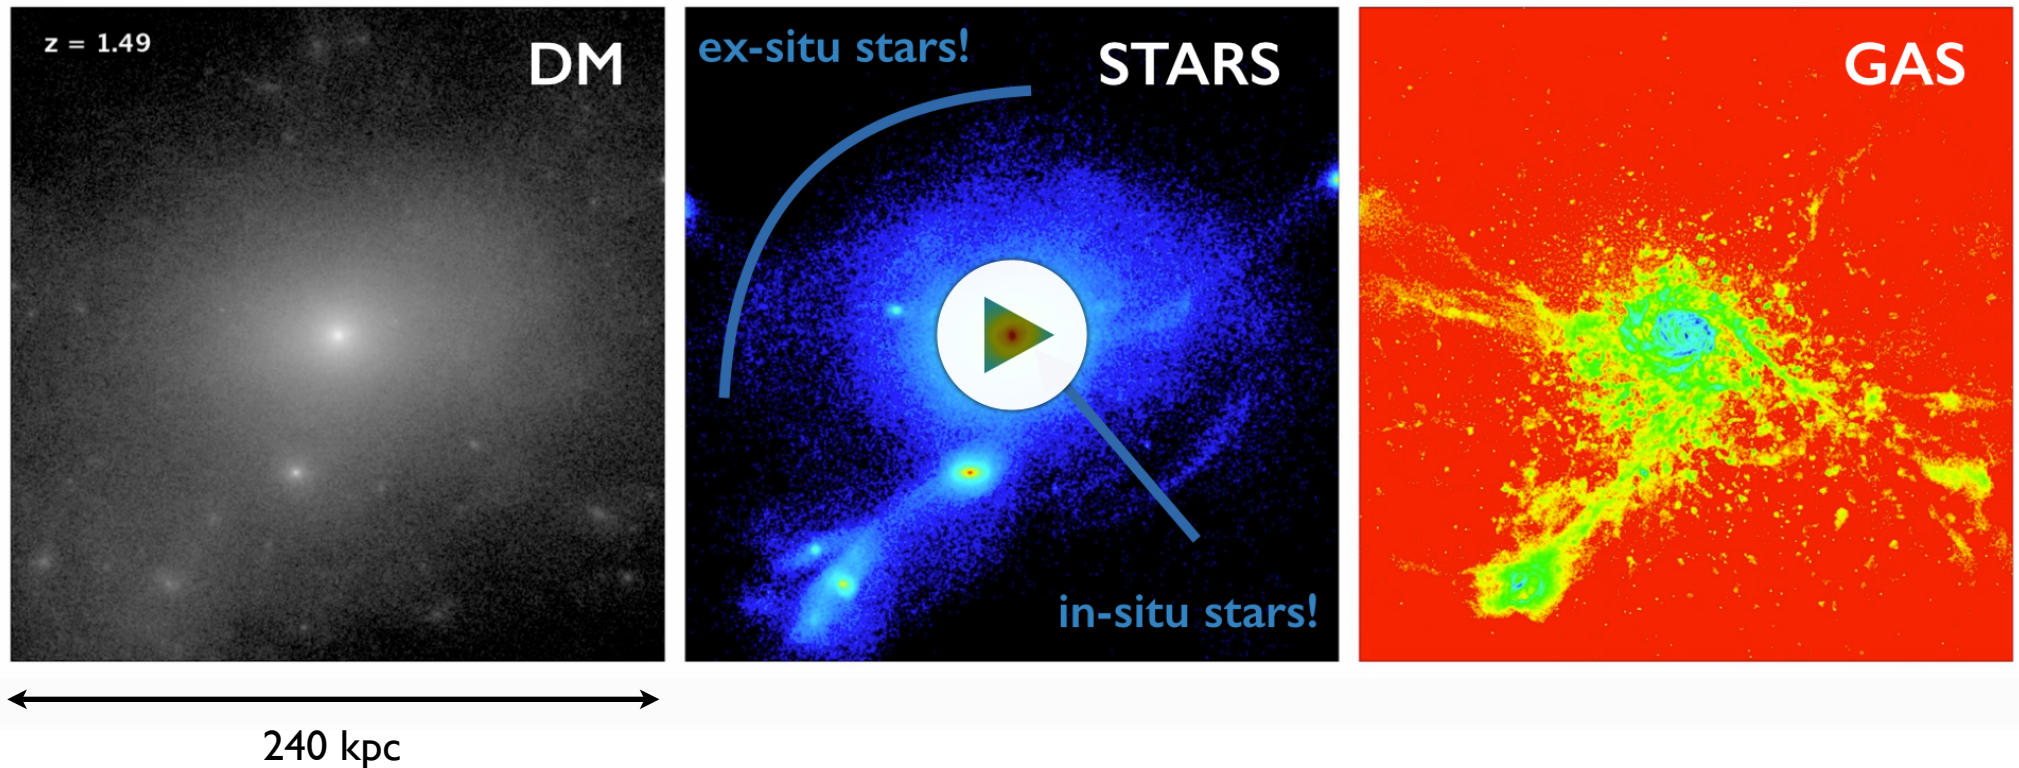 z = 1.49
DM
ex-situ stars!
STARS
in-situ stars!
GAS
240 kpc